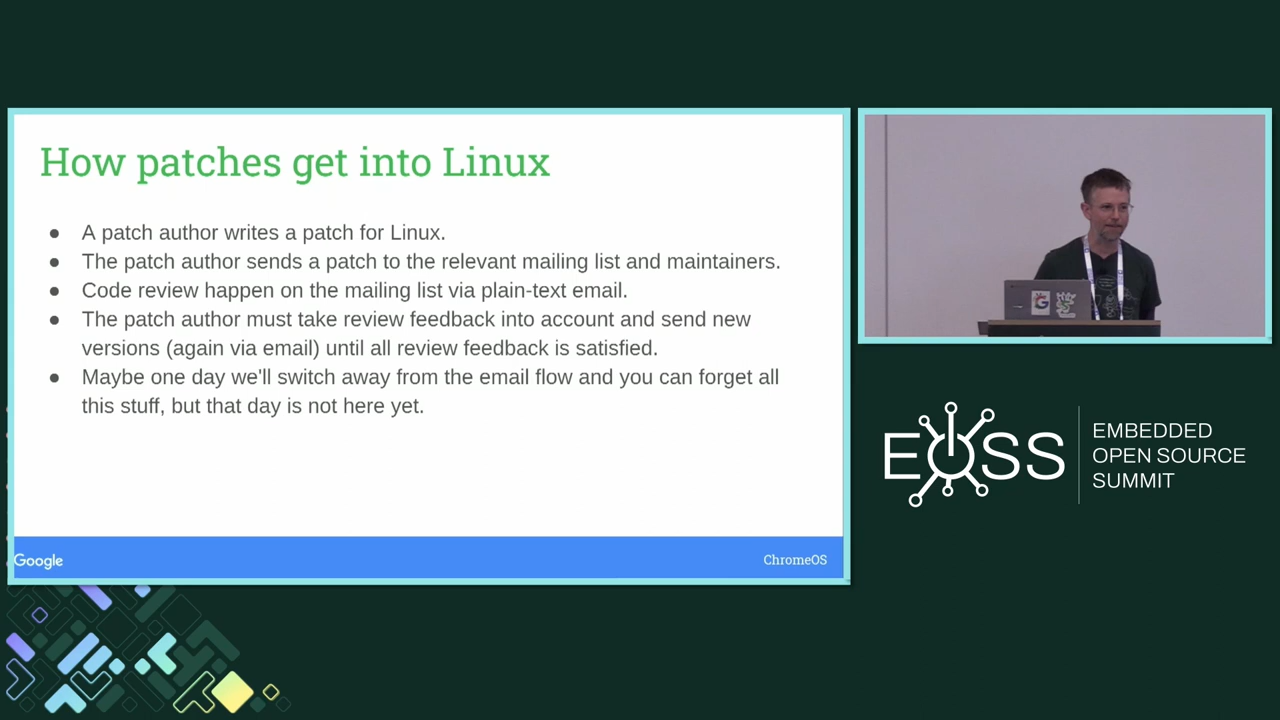 How patches get into Linux
● A patch author writes a patch for Linux.
● The patch author sends a patch to the relevant mailing list and maintainers.
● Code review happen on the mailing list via plain-text email.
● The patch author must take review feedback into account and send new
versions (again via email) until all review feedback is satisfied.
● Maybe one day we'll switch away from the email flow and you can forget all
this stuff, but that day is not here yet.
Google
ChromeOS
G
EOSS
EMBEDDED
OPEN SOURCE
SUMMIT